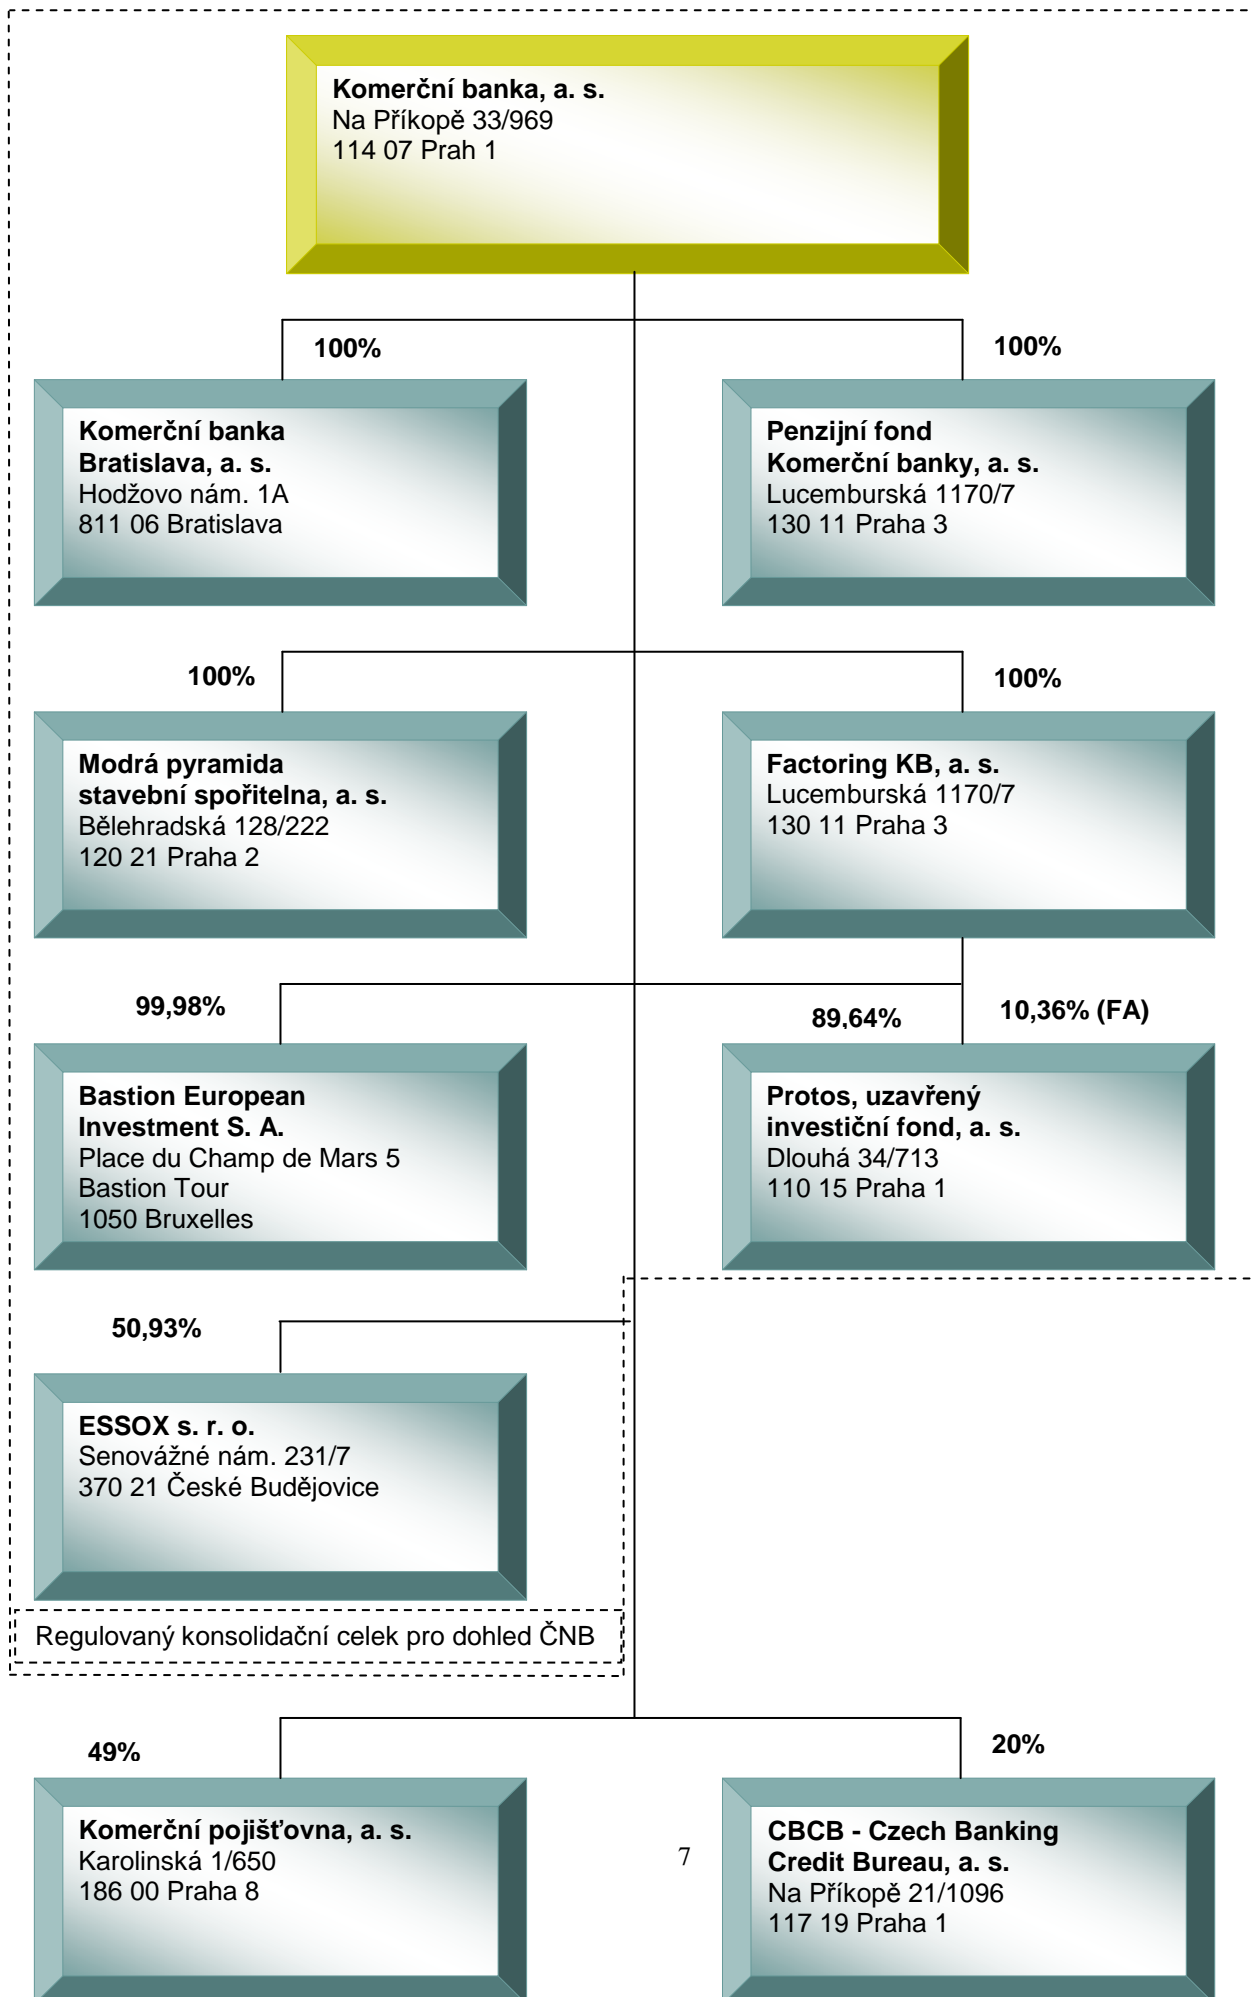 Komerční banka, a. s.
Na Příkopě 33/969
114 07 Prah 1
100%
100%
Komerční banka
Bratislava, a. s.
Hodžovo nám. 1A
811 06 Bratislava
Penzijní fond
Komerční banky, a. s.
Lucemburská 1170/7
130 11 Praha 3
100%
100%
Modrá pyramida
stavební spořitelna, a. s.
Bělehradská 128/222
120 21 Praha 2
Factoring KB, a. s.
Lucemburská 1170/7
130 11 Praha 3
99,98%
89,64%
10,36% (FA)
Bastion European
Investment S. A.
Place du Champ de Mars 5
Bastion Tour
1050 Bruxelles
Protos, uzavřený
investiční fond, a. s.
Dlouhá 34/713
110 15 Praha 1
50,93%
ESSOX s. r. o.
Senovážné nám. 231/7
370 21 České Budějovice
Regulovaný konsolidační celek pro dohled ČNB
49%
20%
Komerční pojišťovna, a. s.
Karolinská 1/650
186 00 Praha 8
7
CBCB - Czech Banking
Credit Bureau, a. s.
Na Příkopě 21/1096
117 19 Praha 1